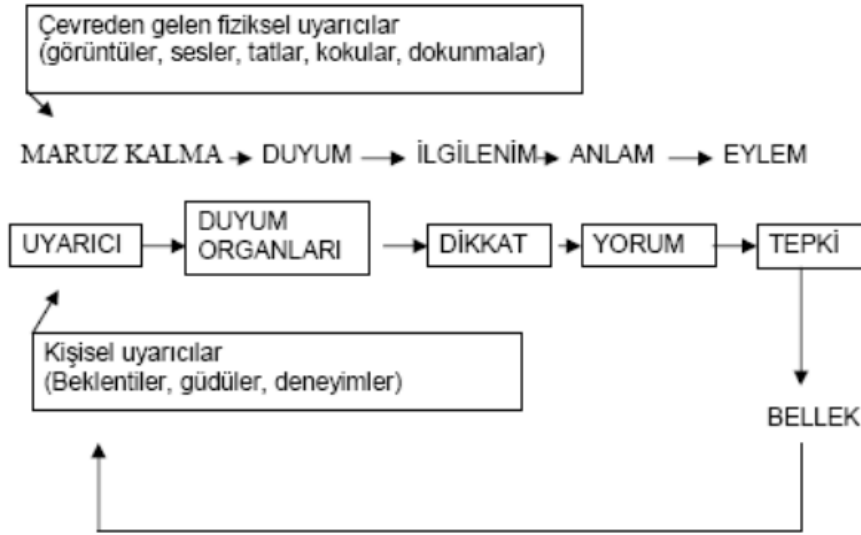 Çevreden gelen fiziksel uyarıcılar
(görüntüler, sesler, tatlar, kokular, dokunmalar)
MARUZ KALMA DUYUM İLGİLENİM ANLAM EYLEM
UYARICI
DUYUM
ORGANLARI
DİKKAT
YORUM
TEPKİ
Kişisel uyarıcılar
(Beklentiler, güdüler, deneyimler)
BELLEK